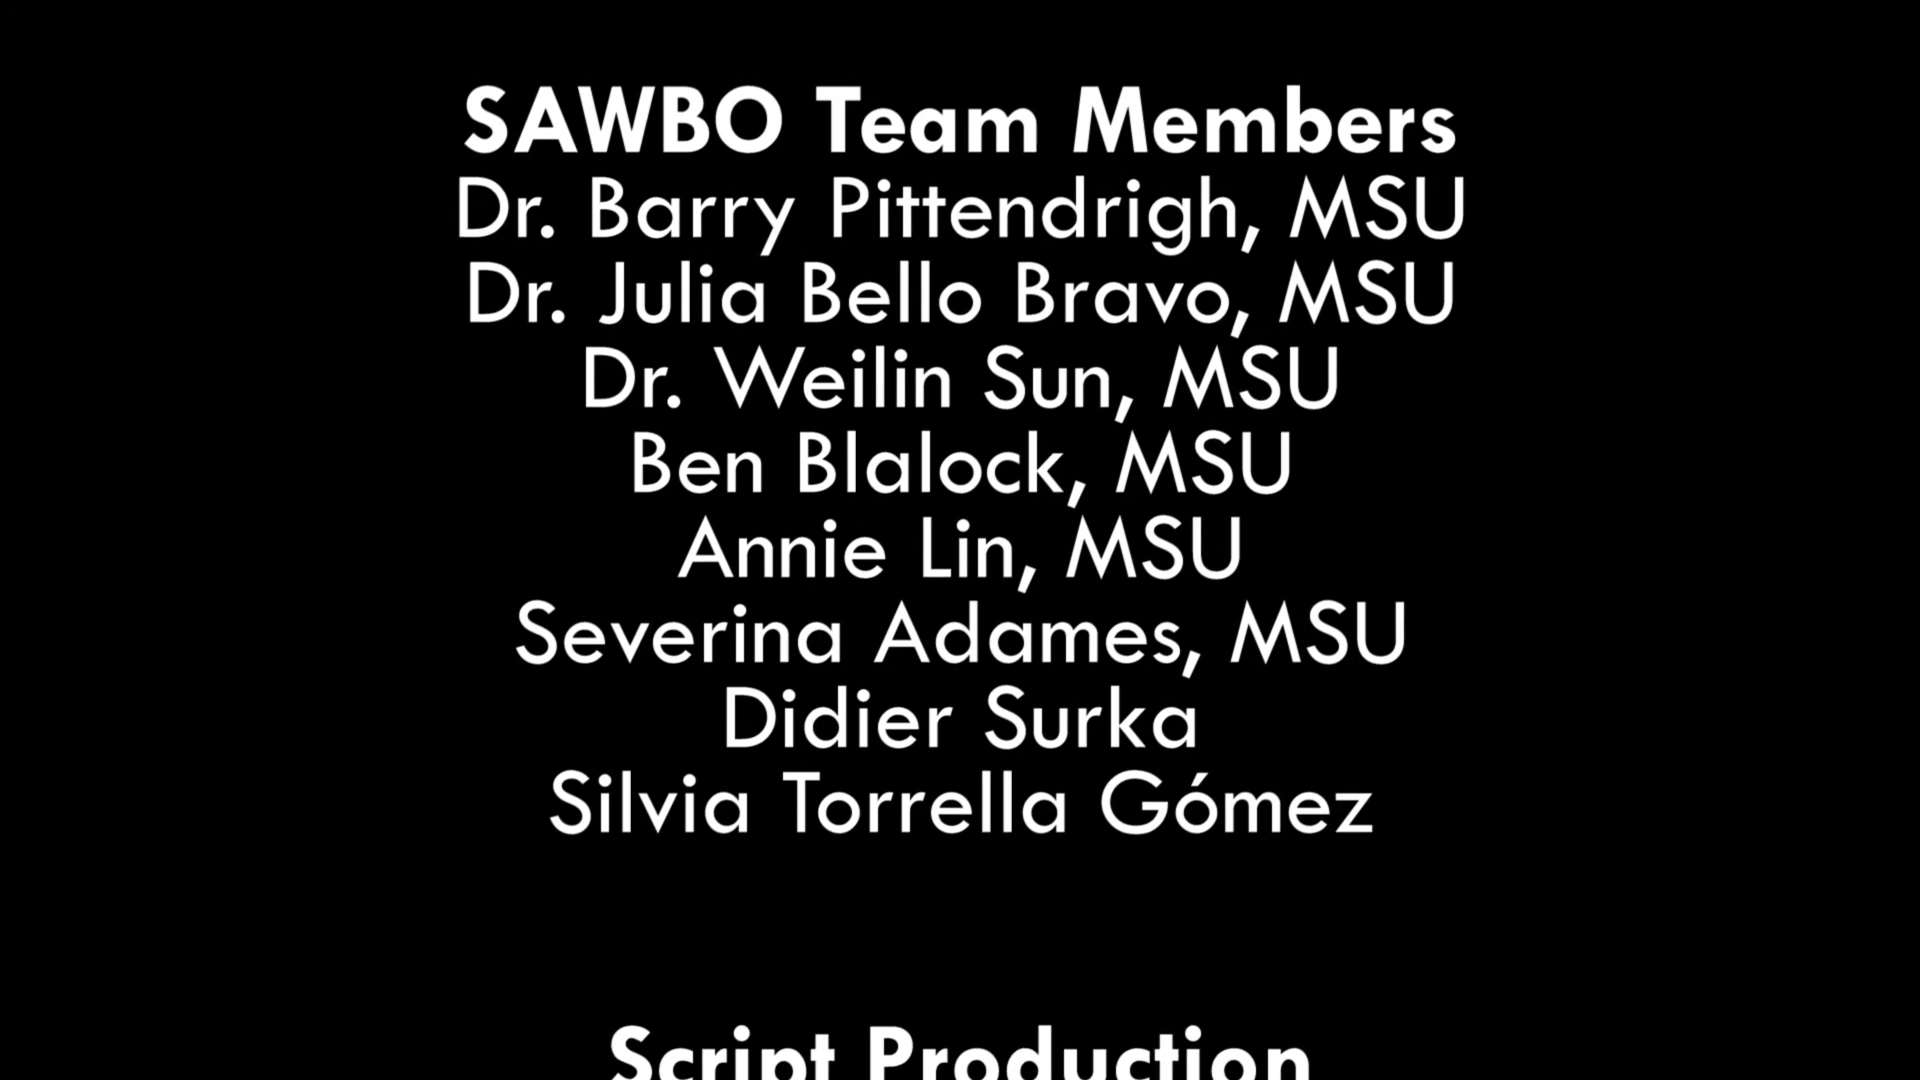 SAWBO Team Members
Dr. Barry Pittendrigh, MSU
Dr. Julia Bello Bravo, MSU
Dr. Weilin Sun, MSU
Ben Blalock, MSU
Annie Lin, MSU
Severina Adames, MSU
Didier Surka
Silvia Torrella Gómez
Script Production